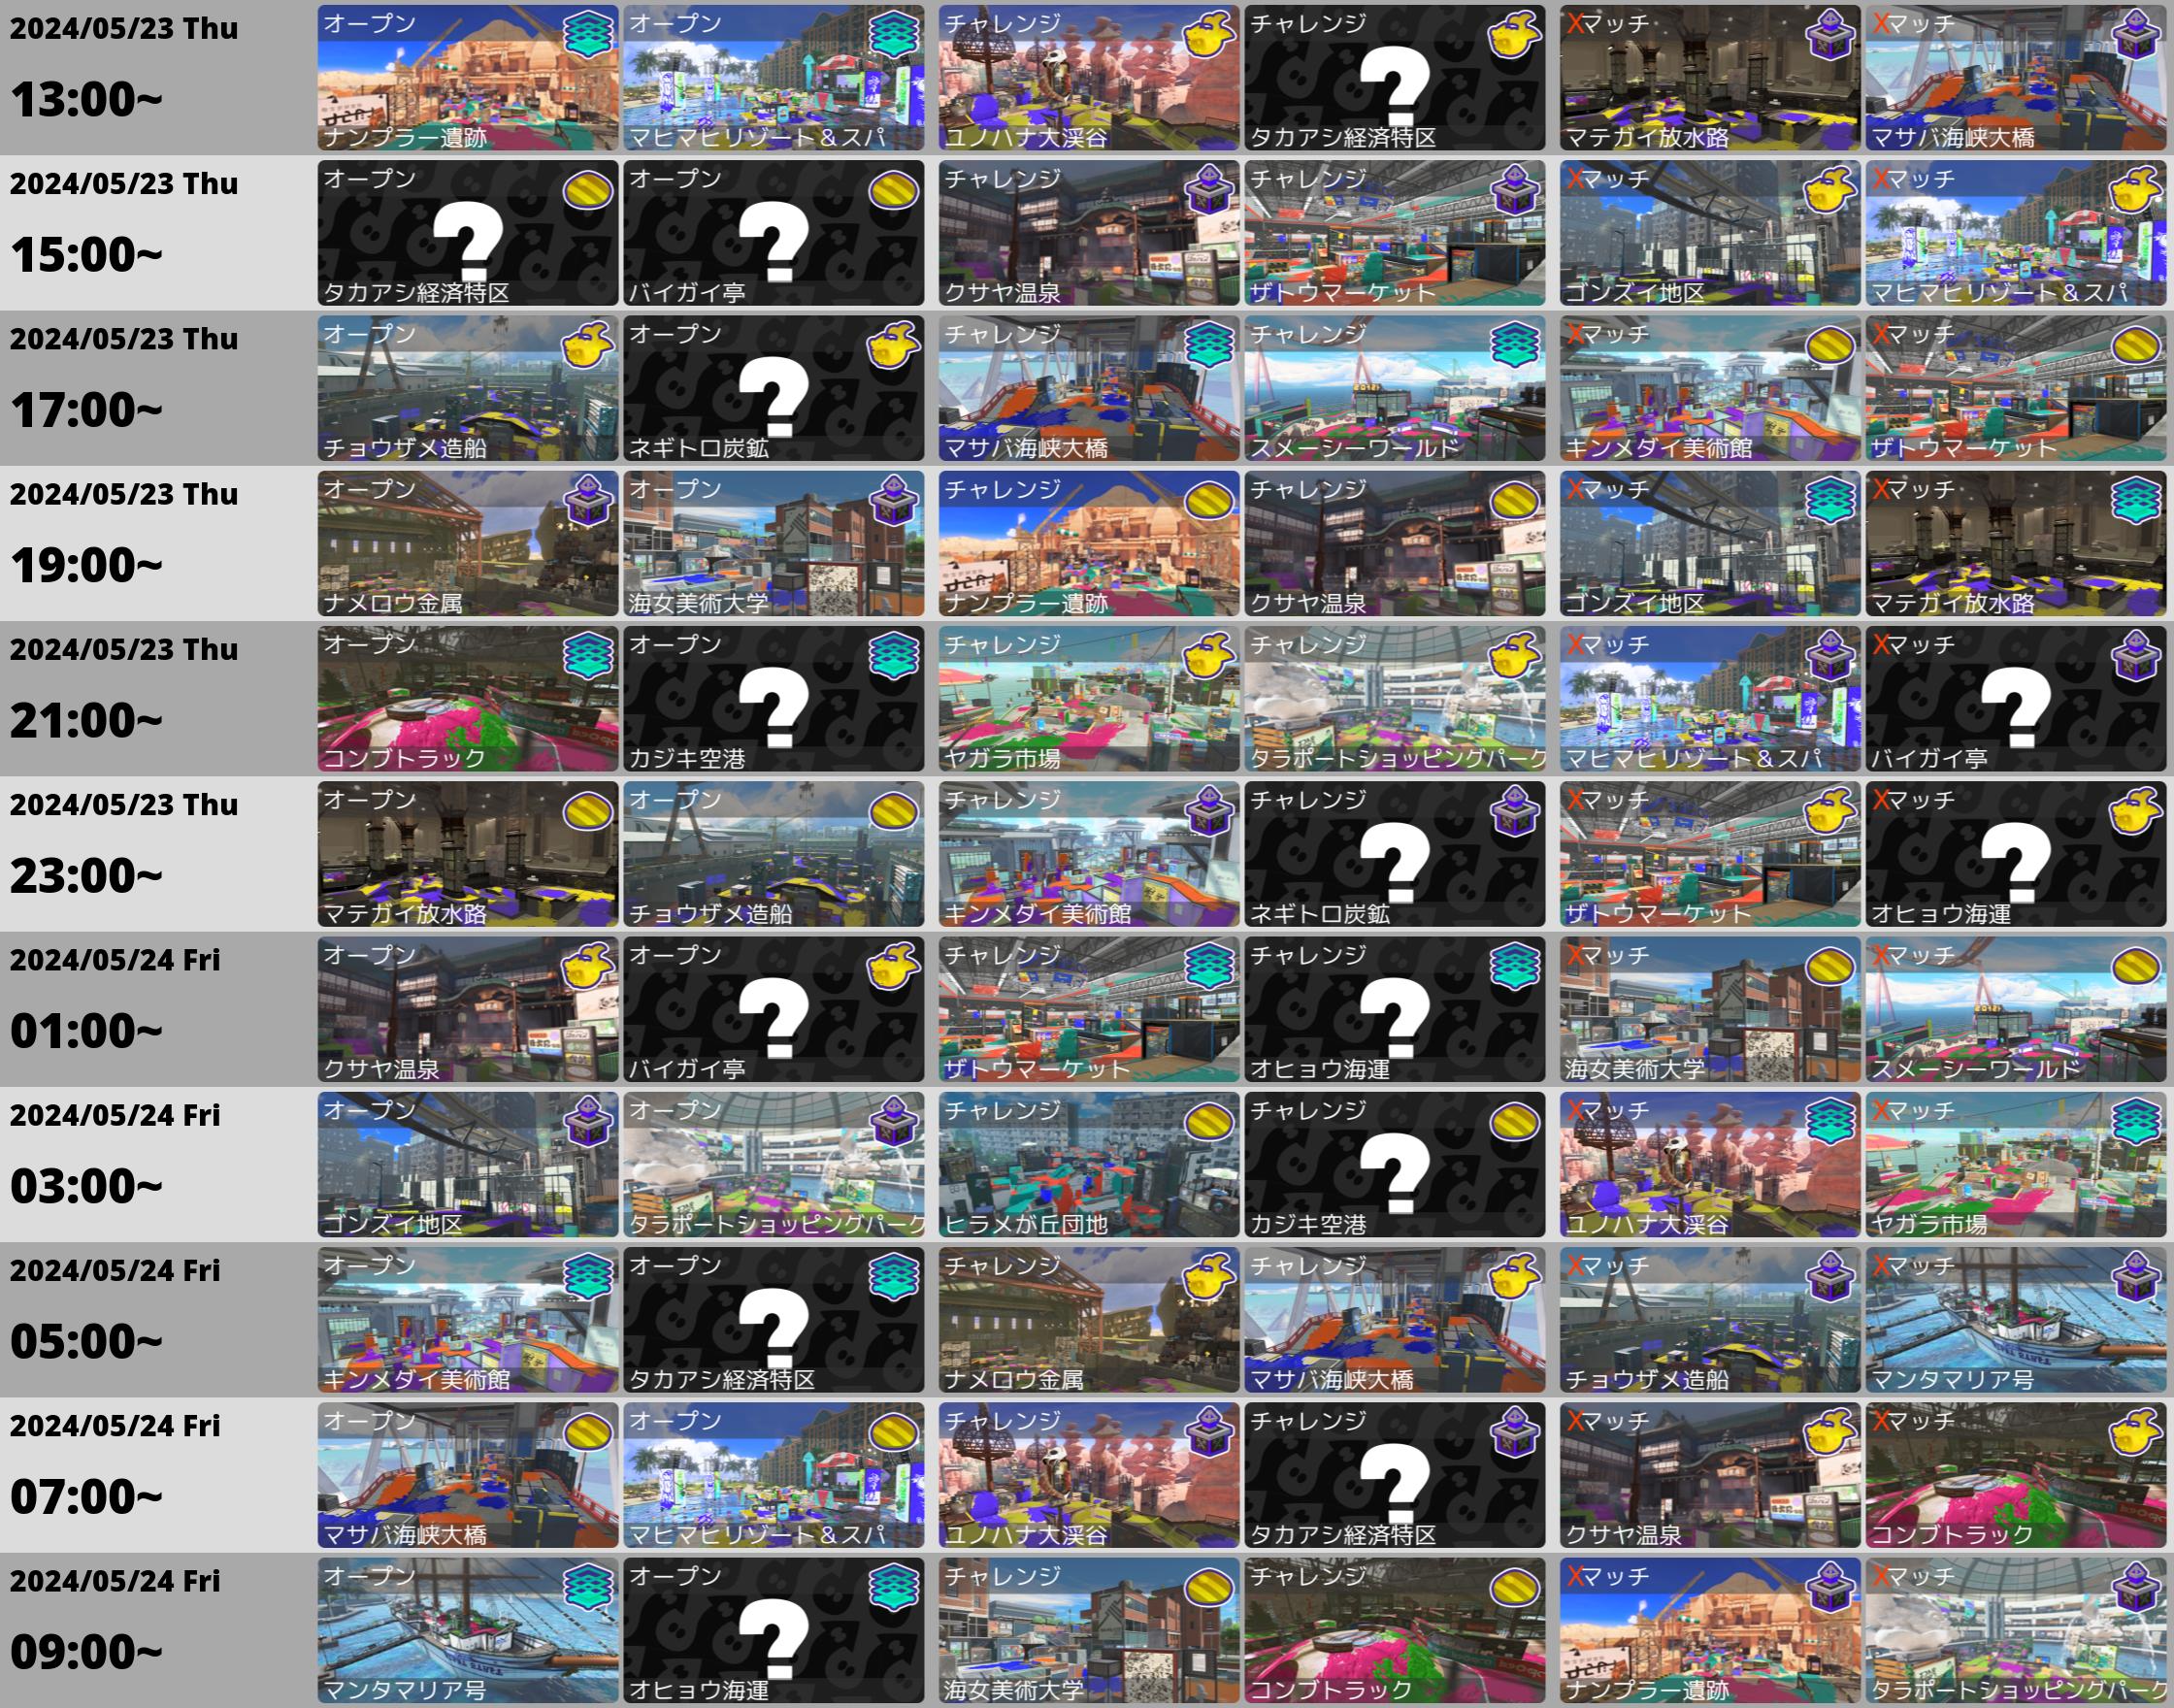 2024/05/23 Thu
13:00~
オープン
ナンプラー遺跡
オープン
マヒマヒリゾート＆スパ
チャレンジ
ユノハナ大渓谷
チャレンジ
?
タカアシ経済特区
Xマッチ
マテガイ放水路
Xマッチ
マサバ海峡大橋
2024/05/23 Thu
15:00~
オープン
?
タカアシ経済特区
オープン
?
バイガイ亭
チャレンジ
クサヤ温泉
チャレンジ
ザトウマーケット
Xマッチ
ゴンズイ地区
Xマッチ
マヒマヒリゾート＆スパ
2024/05/23 Thu
17:00~
オープン
チョウザメ造船
オープン
?
ネギトロ炭鉱
チャレンジ
マサバ海峡大橋
チャレンジ
スメーシーワールド
Xマッチ
キンメダイ美術館
Xマッチ
ザトウマーケット
2024/05/23 Thu
19:00~
オープン
ナメロウ金属
オープン
海女美術大学
チャレンジ
ナンプラー遺跡
チャレンジ
クサヤ温泉
Xマッチ
ゴンズイ地区
Xマッチ
マテガイ放水路
2024/05/23 Thu
21:00~
オープン
コンブトラック
オープン
?
カジキ空港
チャレンジ
ヤガラ市場
チャレンジ
タラポートショッピングパーク
Xマッチ
マヒマヒリゾート＆スパ
Xマッチ
?
バイガイ亭
2024/05/23 Thu
23:00~
オープン
マテガイ放水路
オープン
チョウザメ造船
チャレンジ
キンメダイ美術館
チャレンジ
?
ネギトロ炭鉱
Xマッチ
ザトウマーケット
Xマッチ
?
オヒョウ海運
2024/05/24 Fri
01:00~
オープン
クサヤ温泉
オープン
?
バイガイ亭
チャレンジ
ザトウマーケット
チャレンジ
?
オヒョウ海運
Xマッチ
海女美術大学
Xマッチ
スメーシーワールド
2024/05/24 Fri
03:00~
オープン
ゴンズイ地区
オープン
タラポートショッピングパーク
チャレンジ
ヒラメが丘団地
チャレンジ
?
カジキ空港
Xマッチ
ユノハナ大渓谷
Xマッチ
ヤガラ市場
2024/05/24 Fri
05:00~
オープン
キンメダイ美術館
オープン
?
タカアシ経済特区
チャレンジ
ナメロウ金属
チャレンジ
マサバ海峡大橋
Xマッチ
チョウザメ造船
Xマッチ
マンタマリア号
2024/05/24 Fri
07:00~
オープン
マサバ海峡大橋
オープン
マヒマヒリゾート＆スパ
チャレンジ
ユノハナ大渓谷
チャレンジ
?
タカアシ経済特区
Xマッチ
クサヤ温泉
Xマッチ
コンブトラック
2024/05/24 Fri
09:00~
オープン
マンタマリア号
オープン
?
オヒョウ海運
チャレンジ
海女美術大学
チャレンジ
コンブトラック
Xマッチ
ナンプラー遺跡
Xマッチ
タラポートショッピングパーク